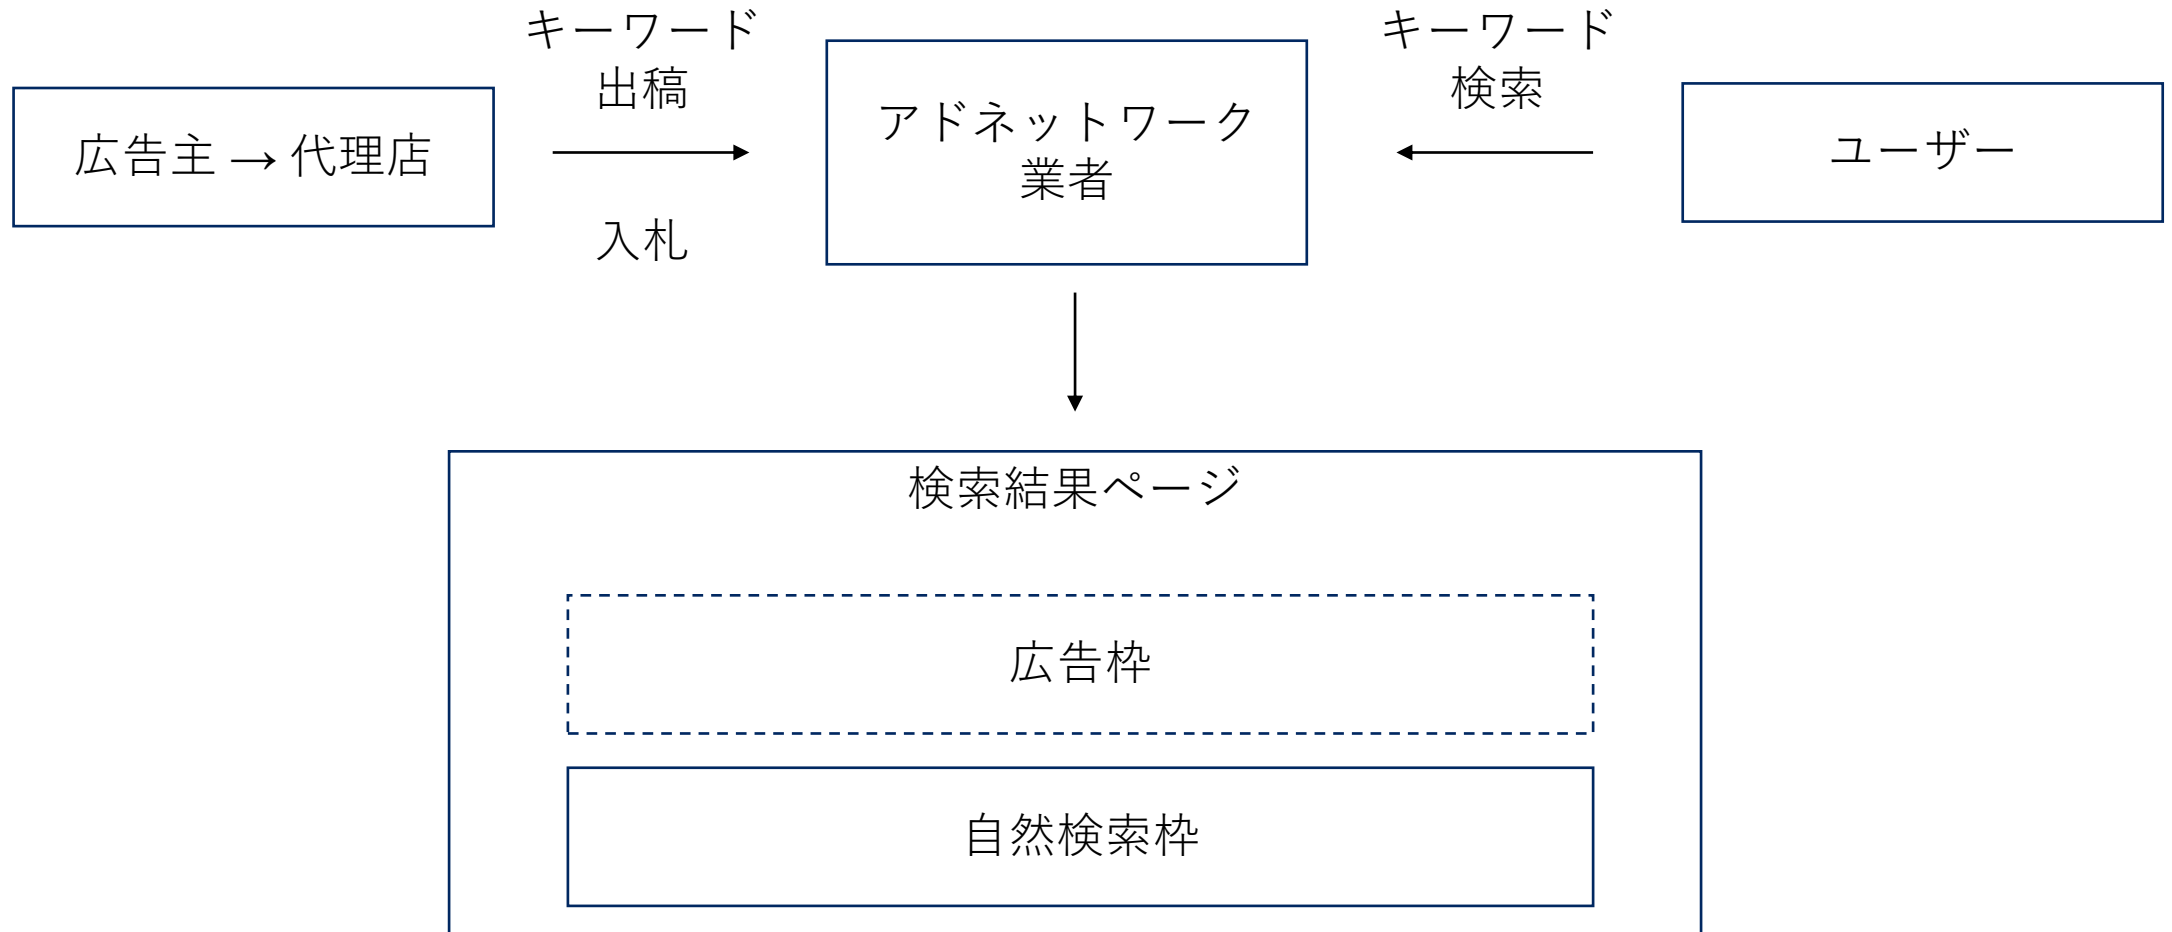 キーワード
出稿
キーワード
検索
広告主 → 代理店
アドネットワーク
業者
ユーザー
入札
検索結果ページ
広告枠
自然検索枠